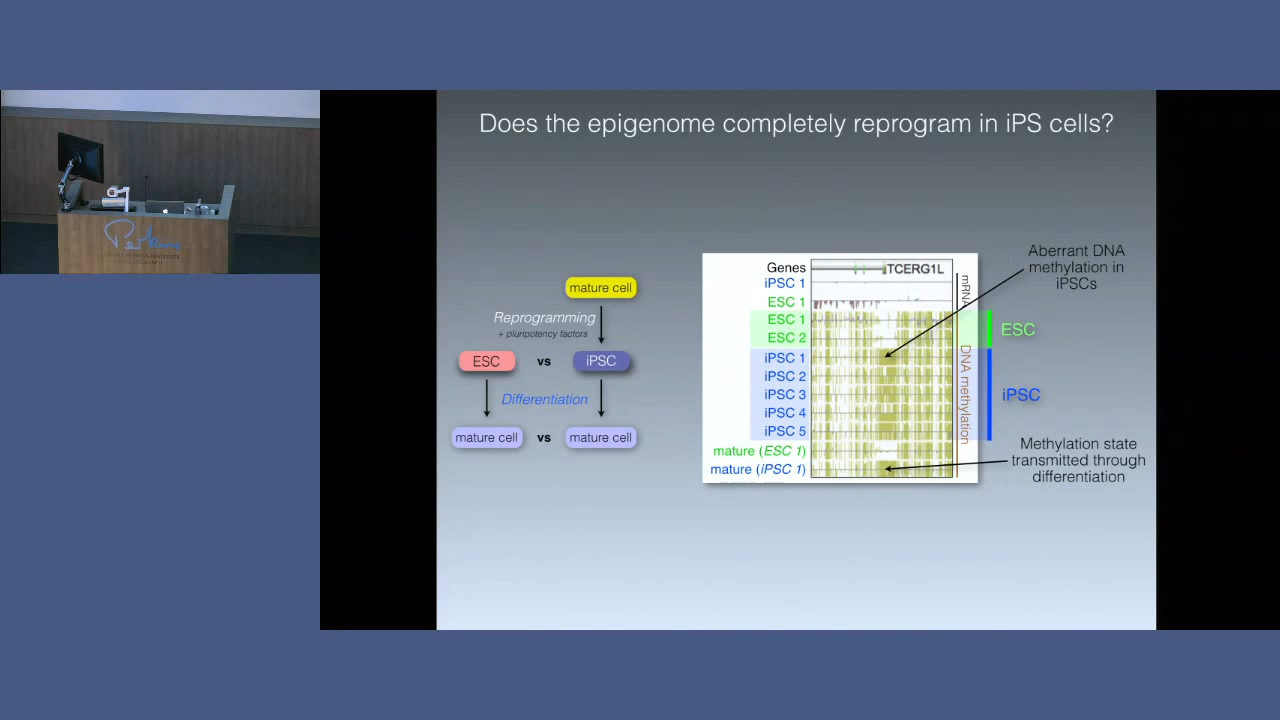 Does the epigenome completely reprogram in iPS cells?
mature cell
Reprogramming
+ pluripotency factors
ESC vs iPSC
Differentiation
mature cell vs mature cell
Genes
TCERG1L
iPSC 1
ESC 1
mRNA
ESC 1
ESC 2
iPSC 1
iPSC 2
iPSC 3
iPSC 4
iPSC 5
mature (ESC 1)
mature (iPSC 1)
DNA methylation
ESC
iPSC
Aberrant DNA
methylation in
iPSCs
Methylation state
transmitted through
differentiation
Perkins